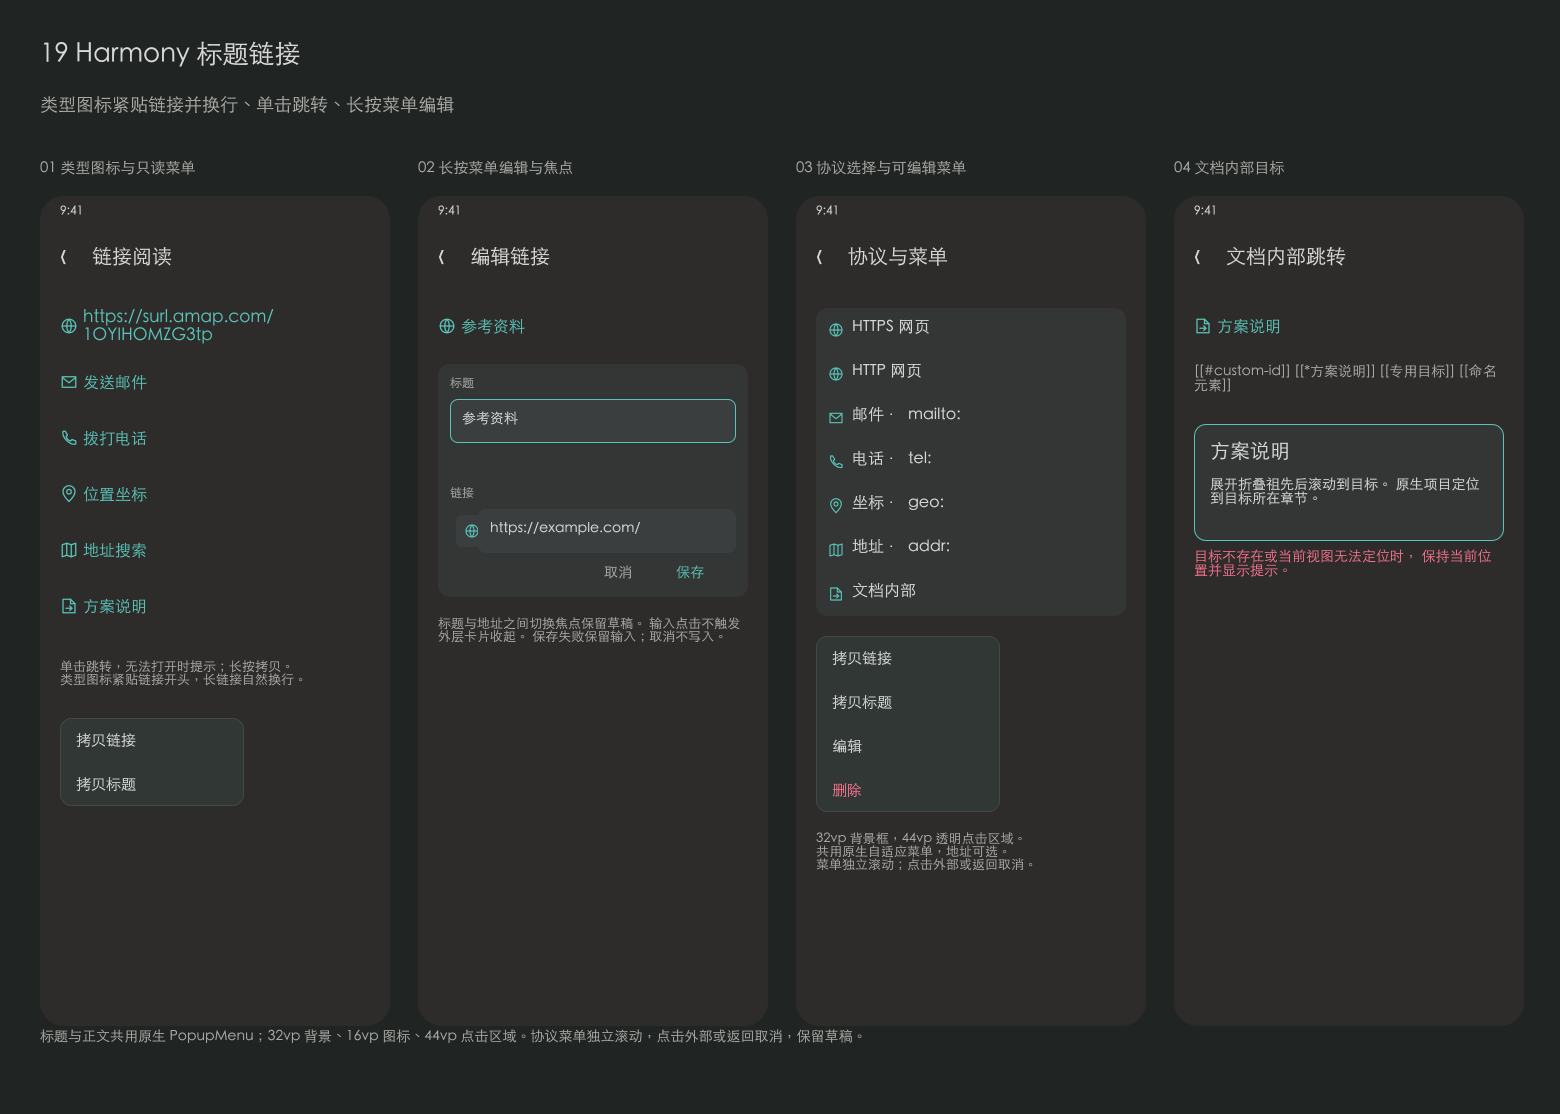 19 Harmony 标题链接
类型图标紧贴链接并换行、单击跳转、长按菜单编辑
01 类型图标与只读菜单
9:41
链接阅读
https://surl.amap.com/
1OYIHOMZG3tp
发送邮件
拨打电话
位置坐标
地址搜索
方案说明
单击跳转，无法打开时提示；长按拷贝。
类型图标紧贴链接开头，长链接自然换行。
拷贝链接
拷贝标题
02 长按菜单编辑与焦点
9:41
编辑链接
参考资料
标题
参考资料
链接
https://example.com/
取消
保存
标题与地址之间切换焦点保留草稿。 输入点击不触发
外层卡片收起。 保存失败保留输入；取消不写入。
03 协议选择与可编辑菜单
9:41
协议与菜单
HTTPS 网页
HTTP 网页
邮件 · mailto:
电话 · tel:
坐标 · geo:
地址 · addr:
文档内部
拷贝链接
拷贝标题
编辑
删除
32vp 背景框，44vp 透明点击区域。
共用原生自适应菜单，地址可选。
菜单独立滚动；点击外部或返回取消。
04 文档内部目标
9:41
文档内部跳转
方案说明
[[#custom-id]] [[*方案说明]] [[专用目标]] [[命名
元素]]
方案说明
展开折叠祖先后滚动到目标。 原生项目定位
到目标所在章节。
目标不存在或当前视图无法定位时， 保持当前位
置并显示提示。
标题与正文共用原生 PopupMenu；32vp 背景、16vp 图标、44vp 点击区域。协议菜单独立滚动，点击外部或返回取消，保留草稿。